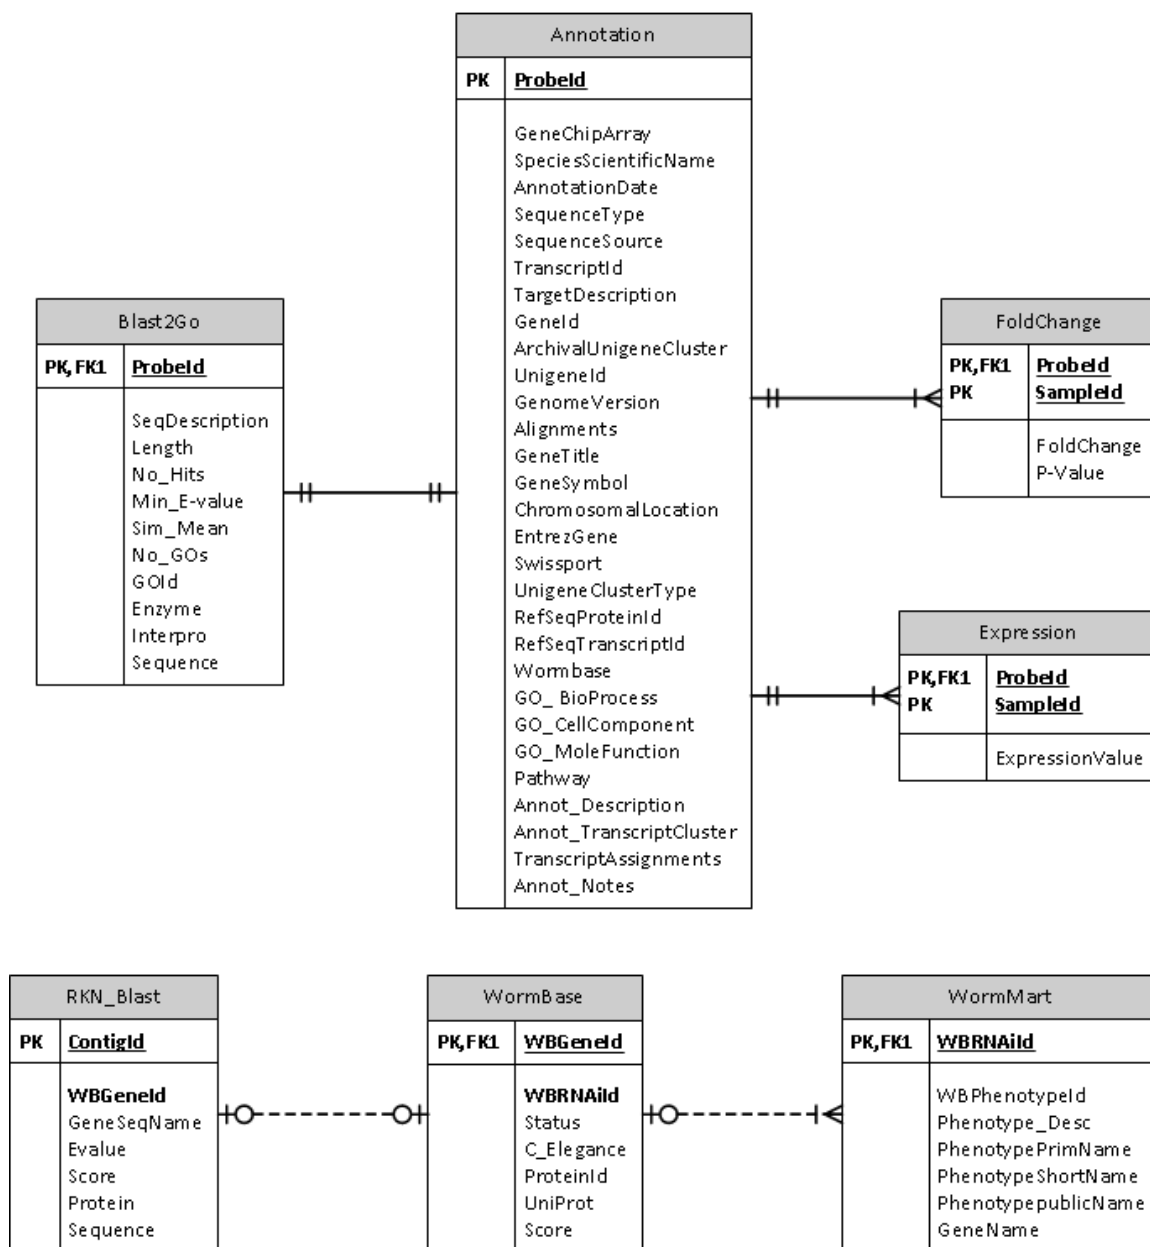 Annotation
PK ProbeId
GeneChipArray
SpeciesScientificName
AnnotationDate
SequenceType
SequenceSource
TranscriptId
TargetDescription
GeneId
ArchivalUnigeneCluster
UnigeneId
GenomeVersion
Alignments
GeneTitle
GeneSymbol
ChromosomalLocation
EntrezGene
Swissport
UnigeneClusterType
RefSeqProteinId
RefSeqTranscriptId
Wormbase
GO_ BioProcess
GO_CellComponent
GO_MoleFunction
Pathway
Annot_Description
Annot_TranscriptCluster
TranscriptAssignments
Annot_Notes
Blast2Go
PK,FK1 ProbeId
SeqDescription
Length
No_Hits
Min_E-value
Sim_Mean
No_GOs
GOId
Enzyme
Interpro
Sequence
FoldChange
PK,FK1 ProbeId
PK SampleId
FoldChange
P-Value
Expression
PK,FK1 ProbeId
PK SampleId
ExpressionValue
RKN_Blast
PK ContigId
WBGeneId
GeneSeqName
Evalue
Score
Protein
Sequence
WormBase
PK,FK1 WBGeneId
WBRNAiId
Status
C_Elegance
ProteinId
UniProt
Score
WormMart
PK,FK1 WBRNAiId
WBPhenotypeId
Phenotype_Desc
PhenotypePrimName
PhenotypeShortName
PhenotypepublicName
GeneName